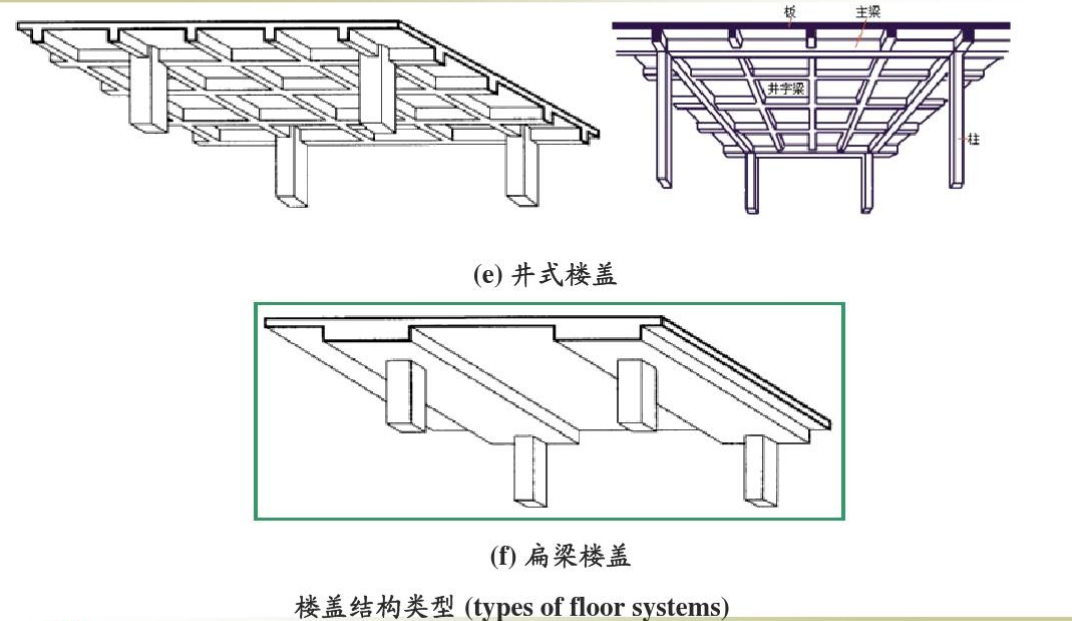 板
主梁
井字梁
柱
(e) 井式楼盖
(f) 扁梁楼盖
楼盖结构类型 (types of floor systems)